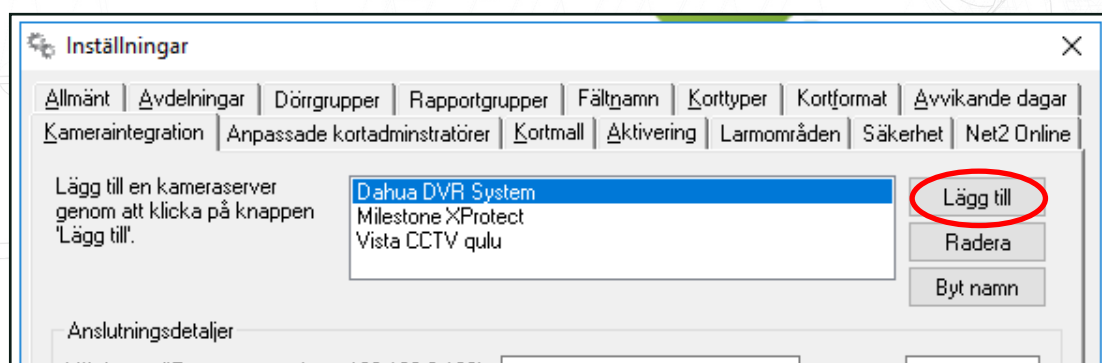 Inställningar
Allmänt Avdelningar Dörrgrupper Rapportgrupper Fältnamn Korttyper Kortformat Avvikande dagar
Kameraintegration Anpassade kortadminstratörer Kortmall Aktivering Larmområden Säkerhet Net2 Online
Lägg till en kameraserver
genom att klicka på knappen
'Lägg till'.
Dahua DVR System
Milestone XProtect
Vista CCTV qulu
Lägg till
Radera
Byt namn
Anslutningsdetaljer